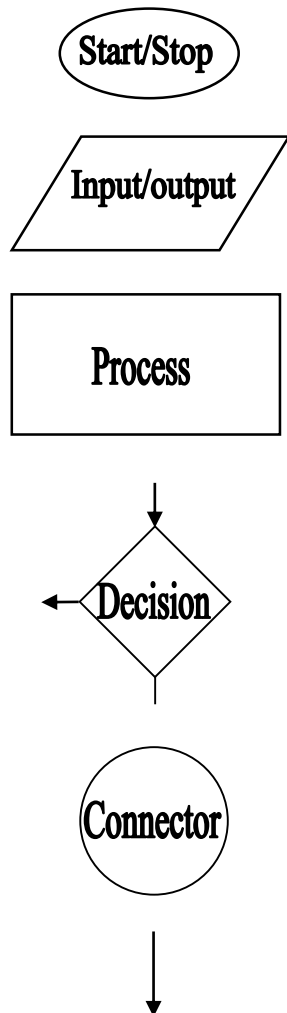 Start/Stop
Input/output
Process
Decision
Connector